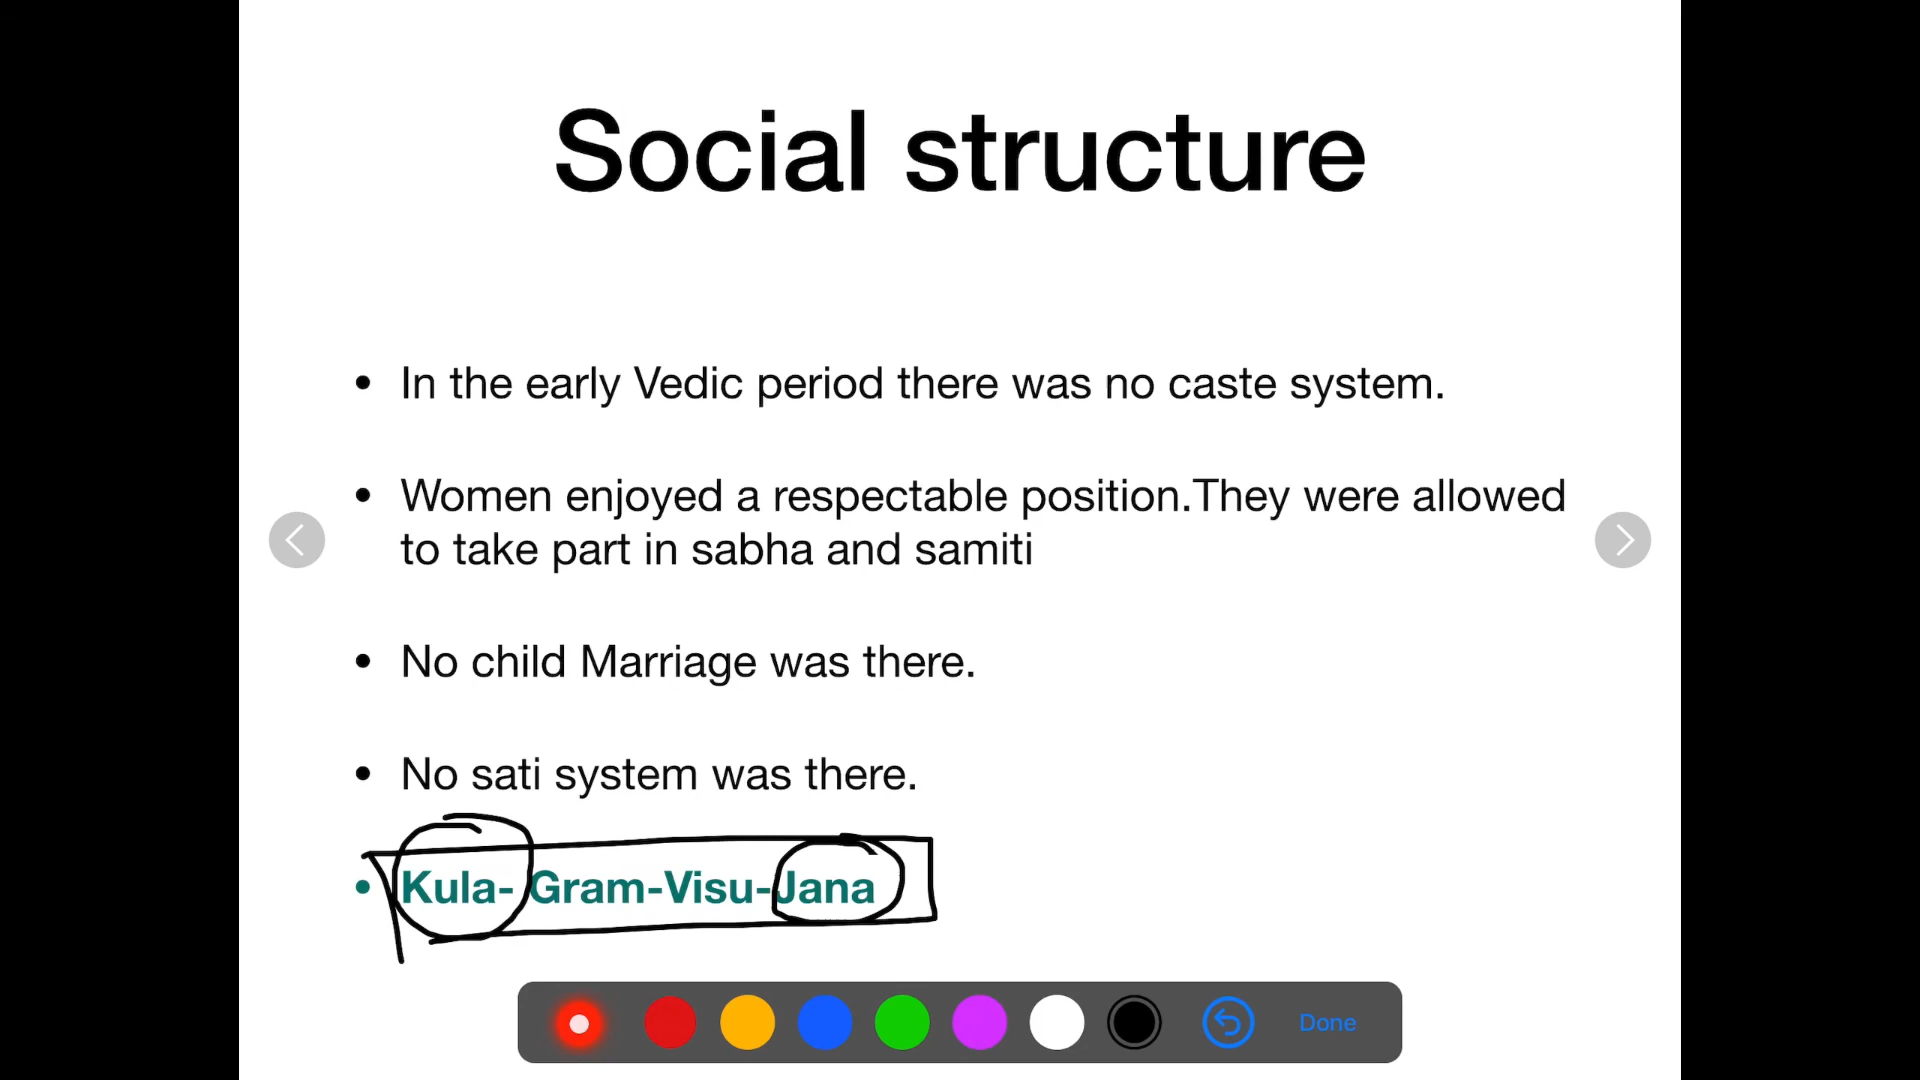 Social structure
• In the early Vedic period there was no caste system.
• Women enjoyed a respectable position.They were allowed
to take part in sabha and samiti
• No child Marriage was there.
• No sati system was there.
• Kula- Gram-Visu-Jana
Done